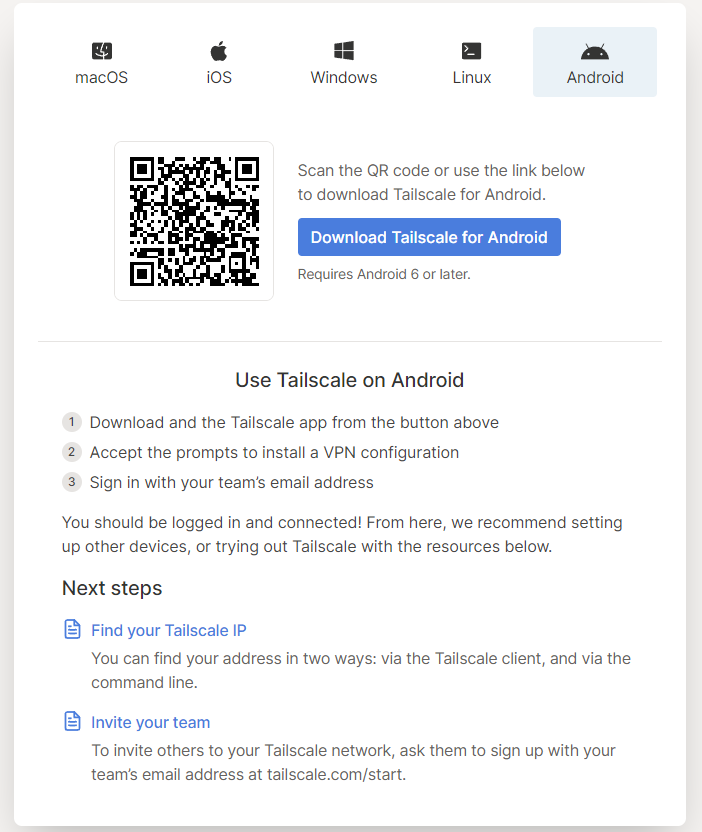 macOS
iOS
Windows
Linux
Android
Scan the QR code or use the link below
to download Tailscale for Android.
Download Tailscale for Android
Requires Android 6 or later.
Use Tailscale on Android
1 Download and the Tailscale app from the button above
2 Accept the prompts to install a VPN configuration
3 Sign in with your team’s email address
You should be logged in and connected! From here, we recommend setting
up other devices, or trying out Tailscale with the resources below.
Next steps
Find your Tailscale IP
You can find your address in two ways: via the Tailscale client, and via the
command line.
Invite your team
To invite others to your Tailscale network, ask them to sign up with your
team’s email address at tailscale.com/start.